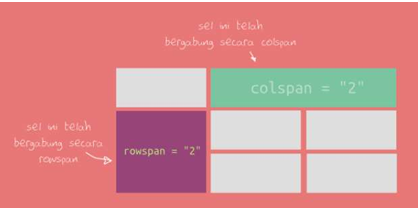 sel ini telah
bergabung secara colspan
colspan = "2"
sel ini telah
bergabung secara
rowspan
rowspan = "2"